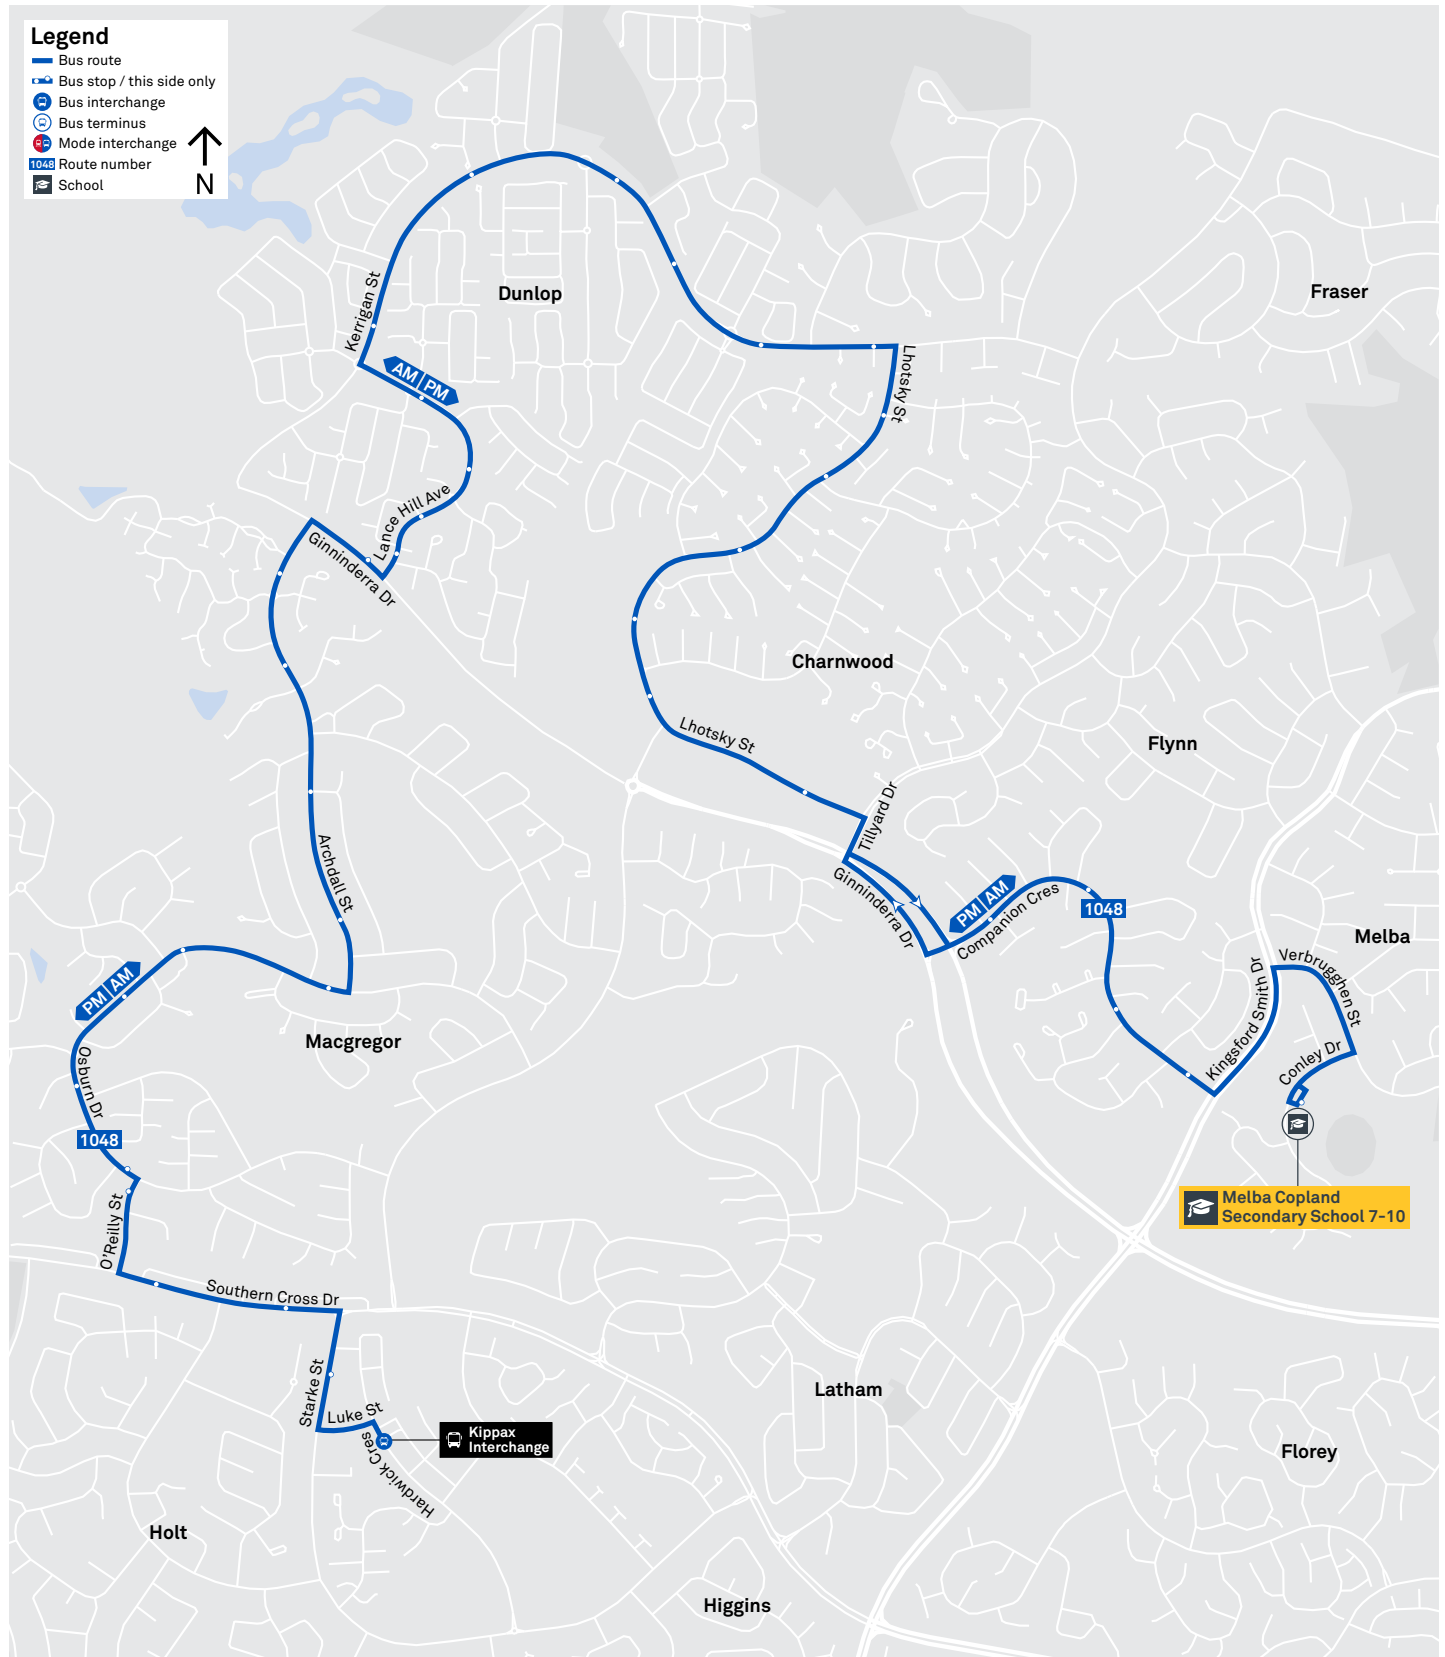 Legend
Bus route
Bus stop / this side only
Bus interchange
Bus terminus
Mode interchange
1048 Route number
School
N
Dunlop
Fraser
Kerrigan St
AM PM
Lhotsky St
Lance Hill Ave
Ginninderra Dr
Charnwood
Lhotsky St
Flynn
Tillyard Dr
Archdall St
Ginninderra Dr
PM AM
Companion Cres
1048
Melba
Verbrugghen St
Kingsford Smith Dr
Conley Dr
PM AM
Macgregor
Osburn Dr
1048
O'Reilly St
Melba Copland
Secondary School 7-10
Southern Cross Dr
Starke St
Luke St
Hardwick Cres
Kippax
Interchange
Latham
Florey
Holt
Higgins